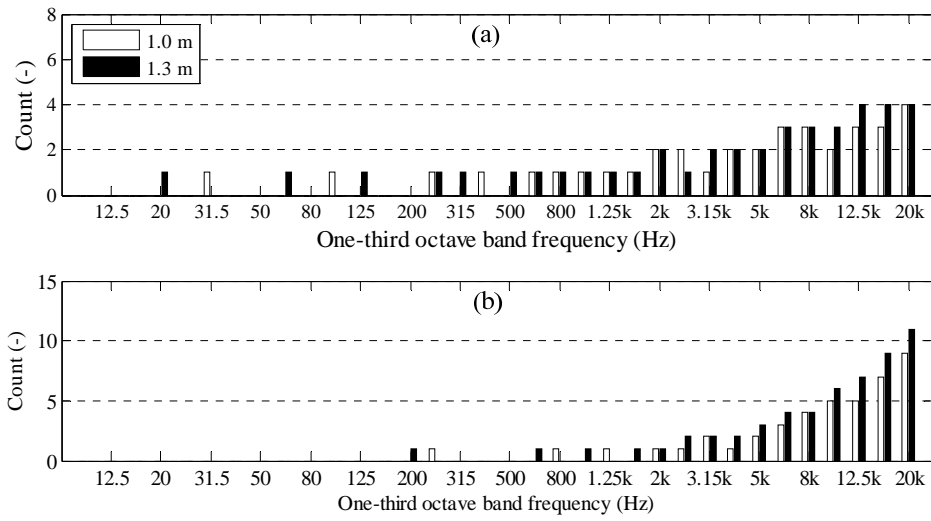 8
(a)
1.0 m
6
1.3 m
4
2
0
Count (-)
12.5 20 31.5 50 80 125 200 315 500 800 1.25k 2k 3.15k 5k 8k 12.5k 20k
One-third octave band frequency (Hz)
15
(b)
10
5
0
Count (-)
12.5 20 31.5 50 80 125 200 315 500 800 1.25k 2k 3.15k 5k 8k 12.5k 20k
One-third octave band frequency (Hz)